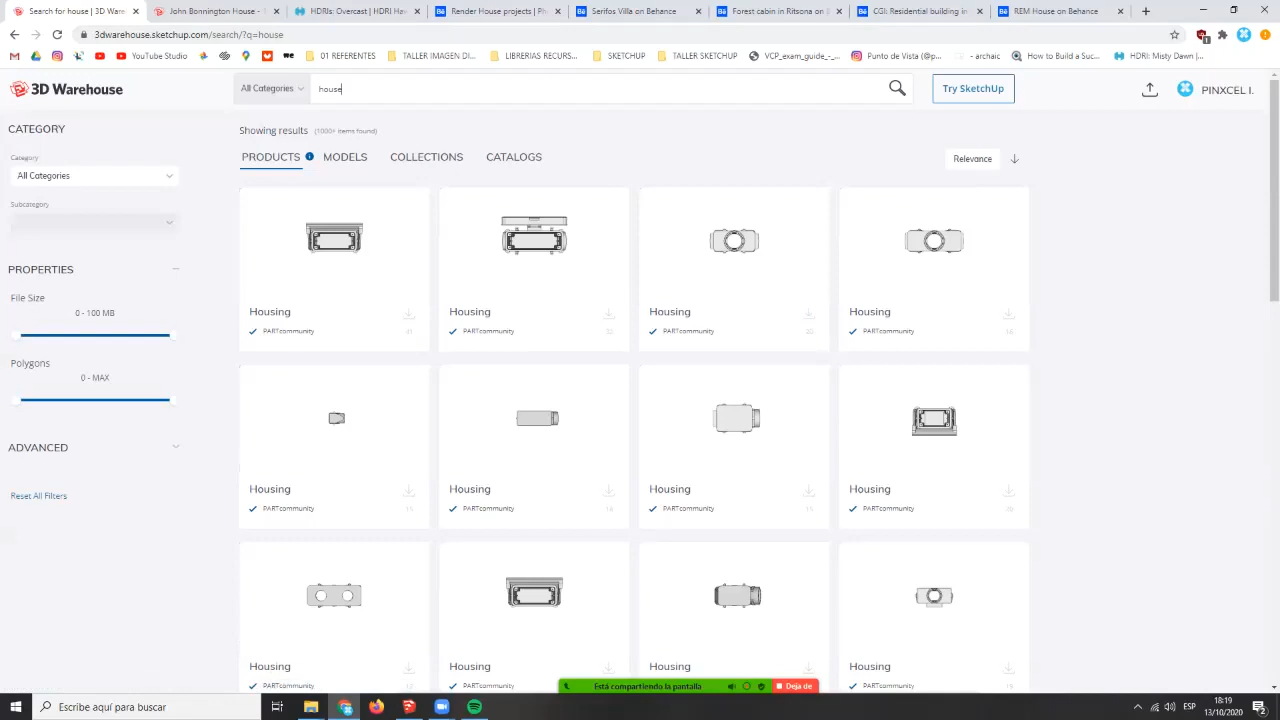 Search for house | 3D Ware
John Bonnington House -
HDRIs: Overcast | HDRI Hav
Render House projects | Ph
Serifos Villa on Behance
Forest cabin in Ritsona on B
CGI: Residential building in
REM House on Behance
3dwarehouse.sketchup.com/search/?q=house
YouTube Studio
we
01 REFERENTES
TALLER IMAGEN DI...
LIBRERIAS RECURS...
SKETCHUP
TALLER SKETCHUP
VCP_exam_guide_-_...
Punto de Vista (@p...
- archaic
How to Build a Suc...
HDRI: Misty Dawn |...
3D Warehouse
All Categories
house
Try SketchUp
PINXCEL I.
CATEGORY
Category
All Categories
Subcategory
PROPERTIES
File Size
0 - 100 MB
Polygons
0 - MAX
ADVANCED
Reset All Filters
Showing results (1000+ items found)
PRODUCTS
MODELS
COLLECTIONS
CATALOGS
Relevance
Housing
PARTcommunity
Housing
PARTcommunity
Housing
PARTcommunity
Housing
PARTcommunity
Housing
PARTcommunity
Housing
PARTcommunity
Housing
PARTcommunity
Housing
PARTcommunity
Housing
PARTcommunity
Housing
PARTcommunity
Housing
Housing
PARTcommunity
Está compartiendo la pantalla
Deja de
Escribe aquí para buscar
ESP
18:19
13/10/2020